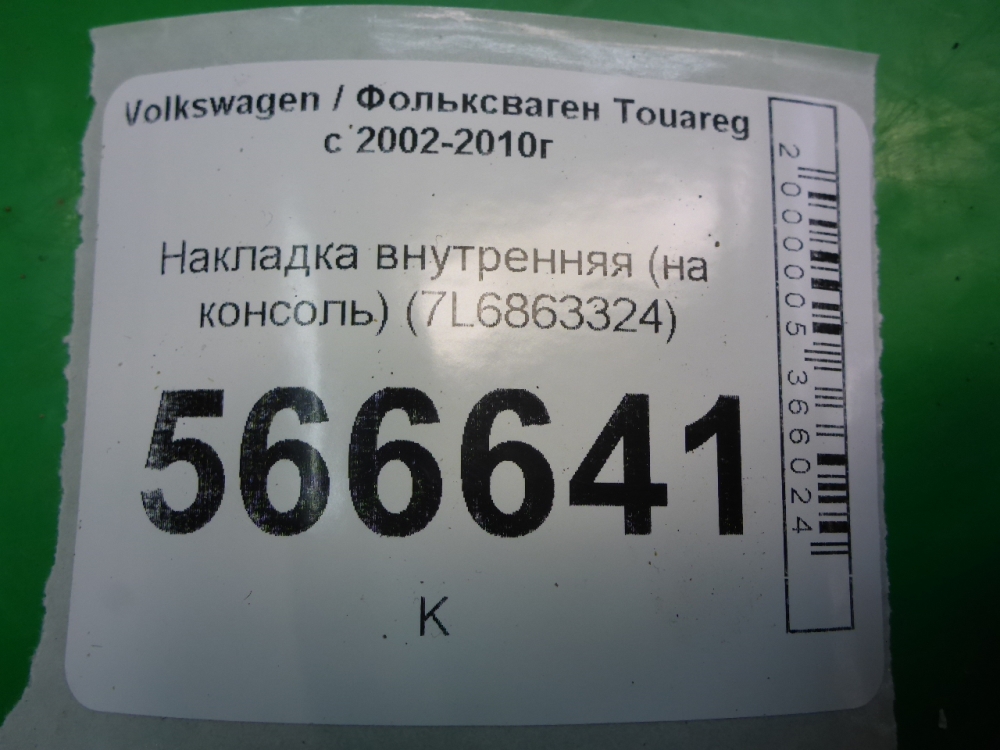 Volkswagen / Фольксваген Touareg
с 2002-2010г
Накладка внутренняя (на
консоль) (7L6863324)
566641
К
2000005366024